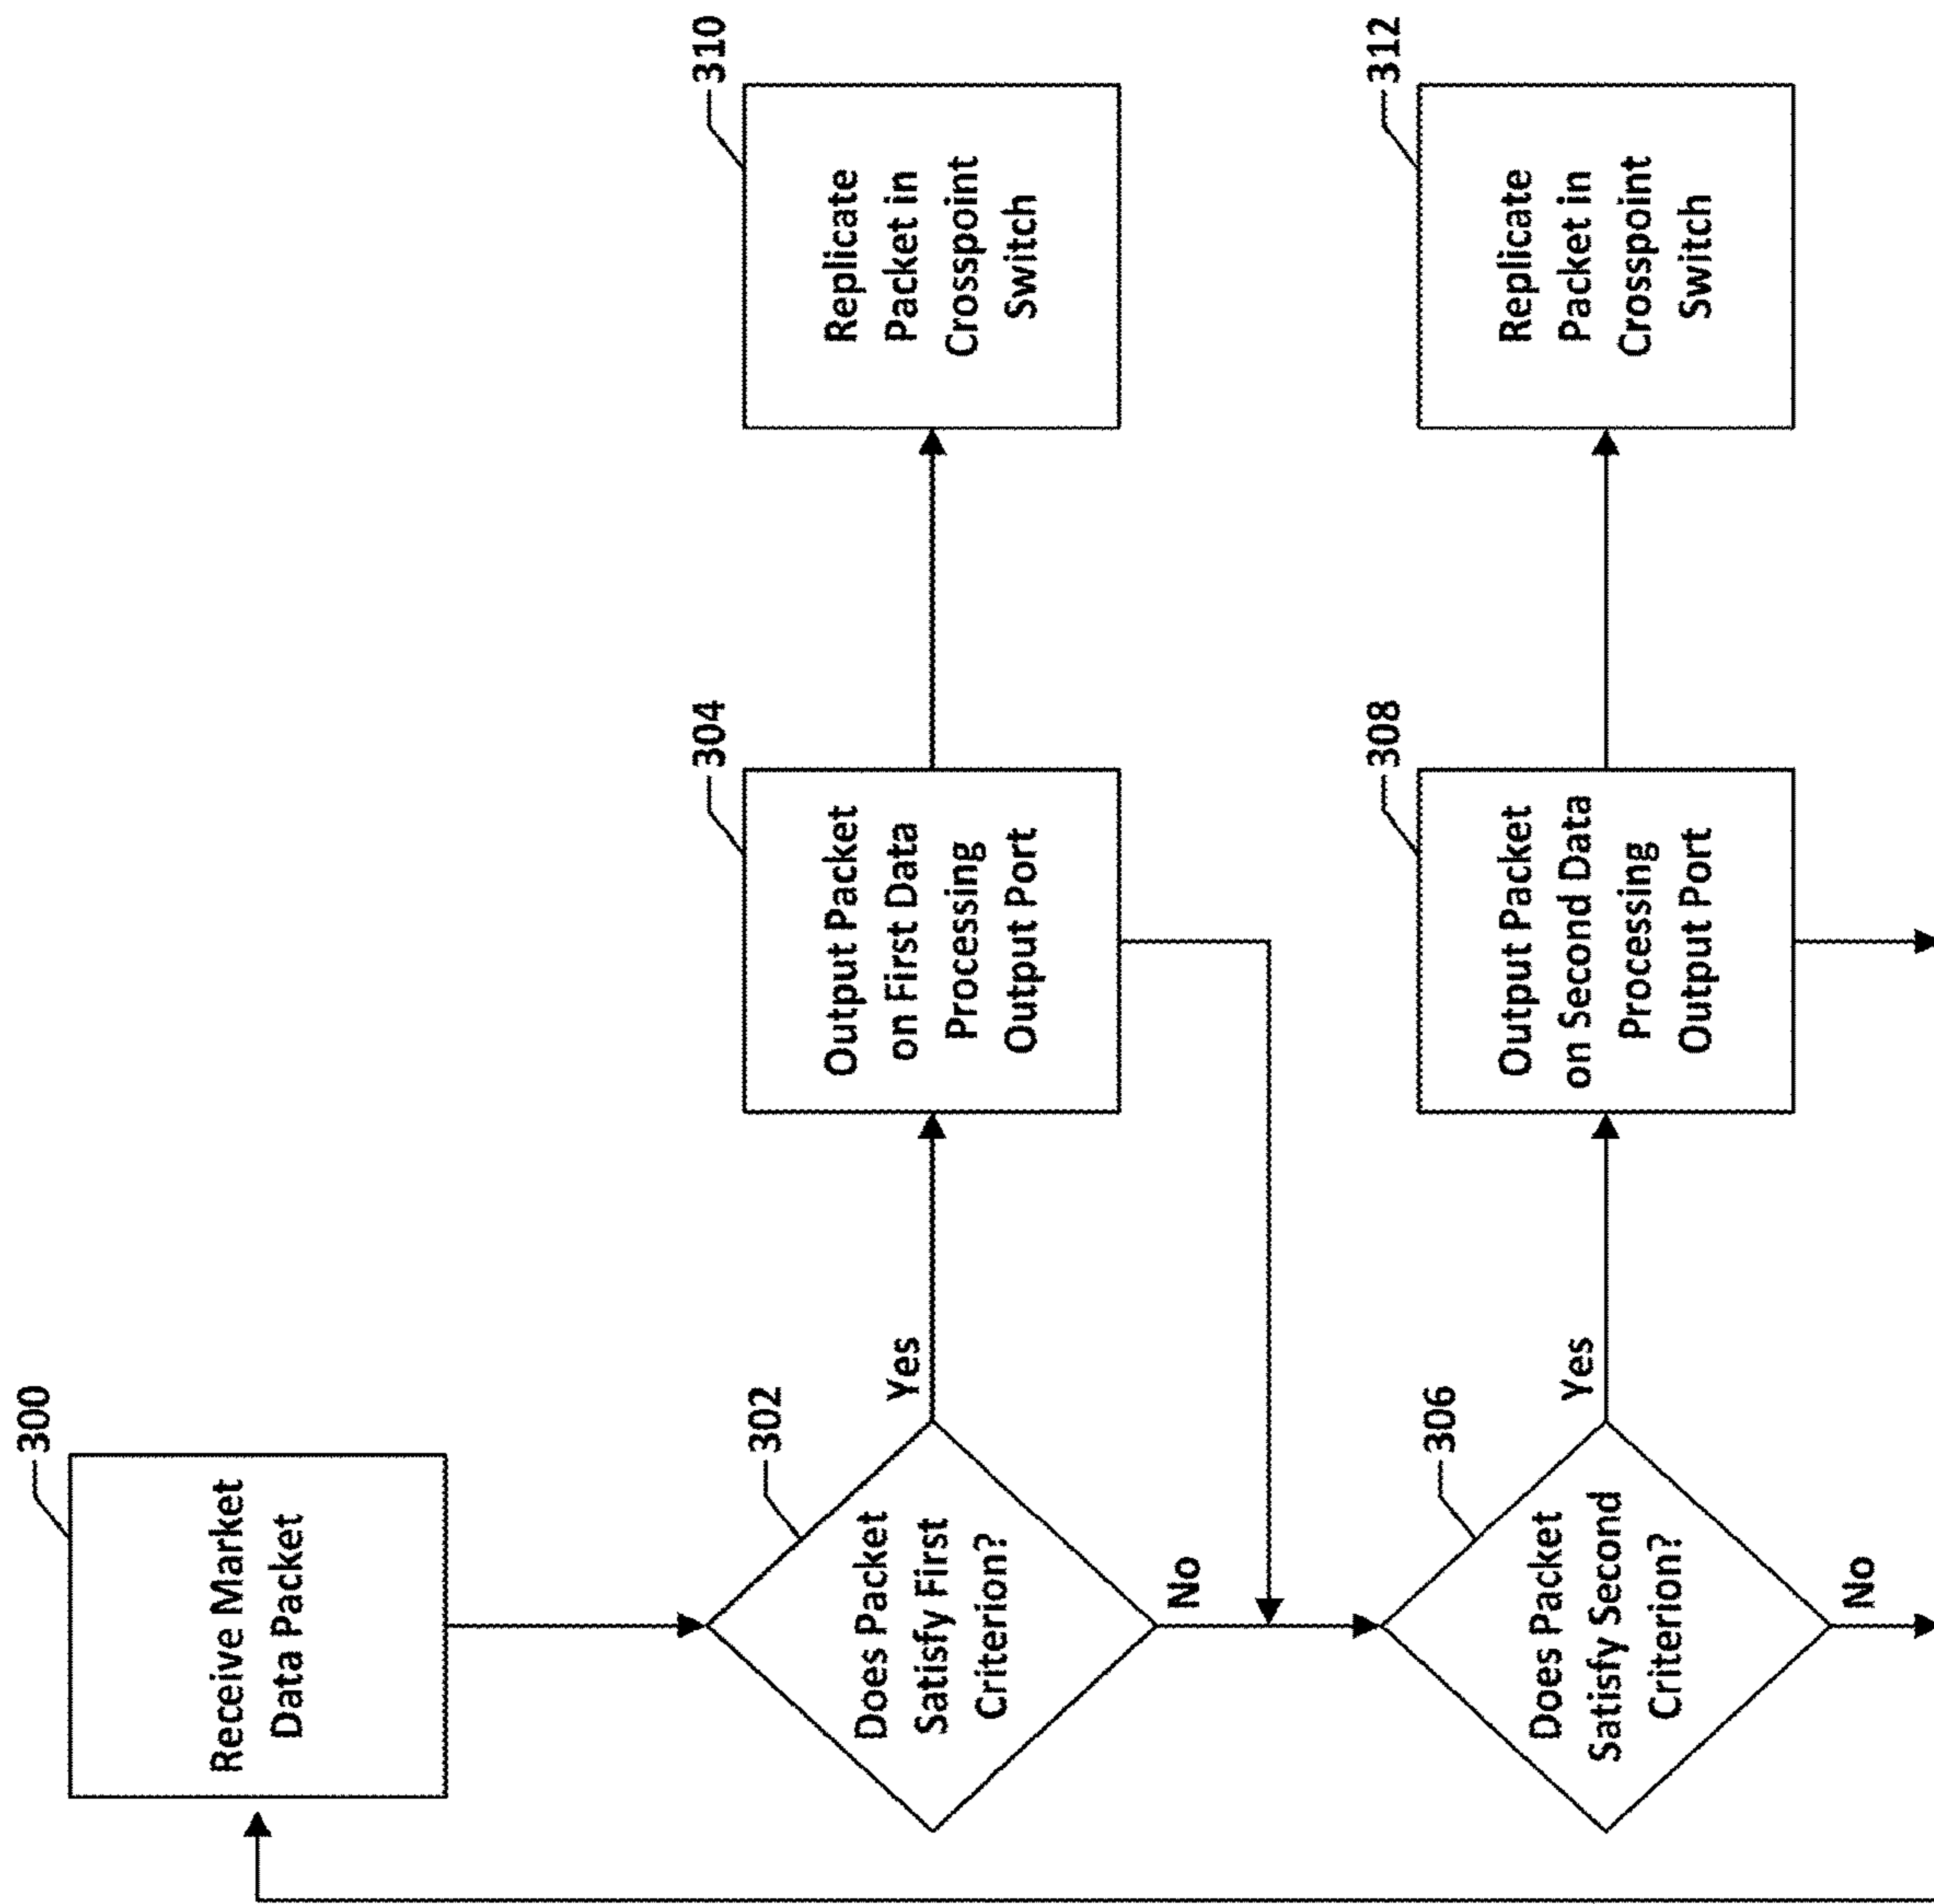 300
Receive Market
Data Packet
302
Does Packet
Satisfy First
Criterion?
Yes
No
304
Output Packet
on First Data
Processing
Output Port
310
Replicate
Packet in
Crosspoint
Switch
306
Does Packet
Satisfy Second
Criterion?
Yes
No
308
Output Packet
on Second Data
Processing
Output Port
312
Replicate
Packet in
Crosspoint
Switch